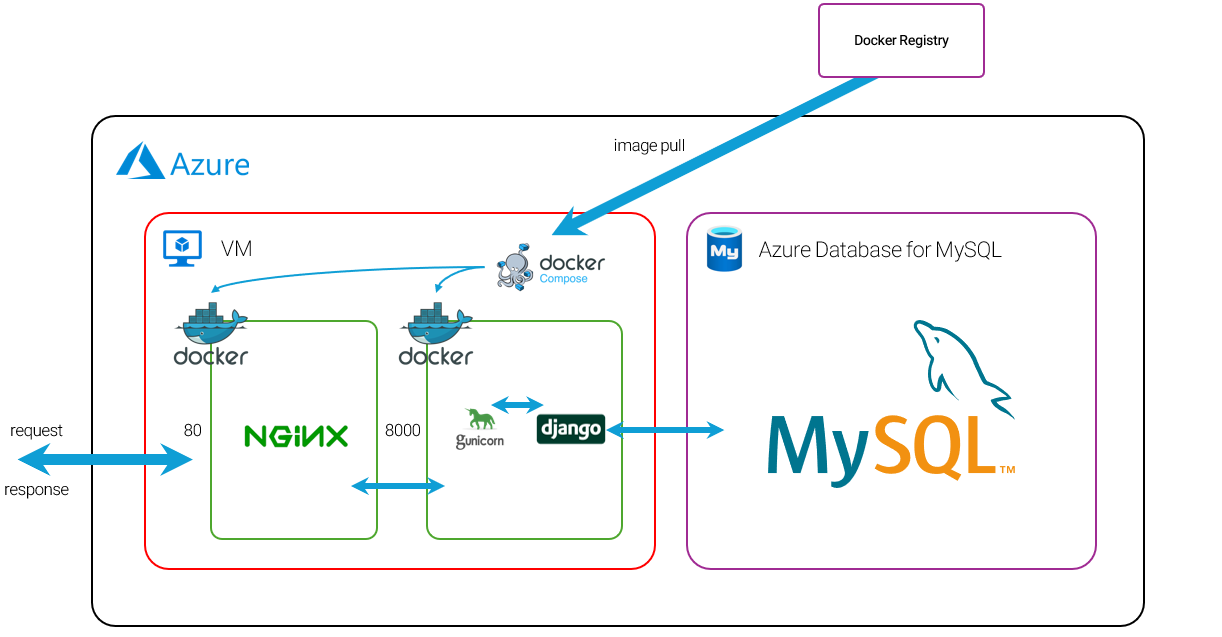 Docker Registry
image pull
Azure
VM
docker
Compose
My
Azure Database for MySQL
docker
docker
80
NGINX
8000
gunicorn
django
request
response
MySQL™